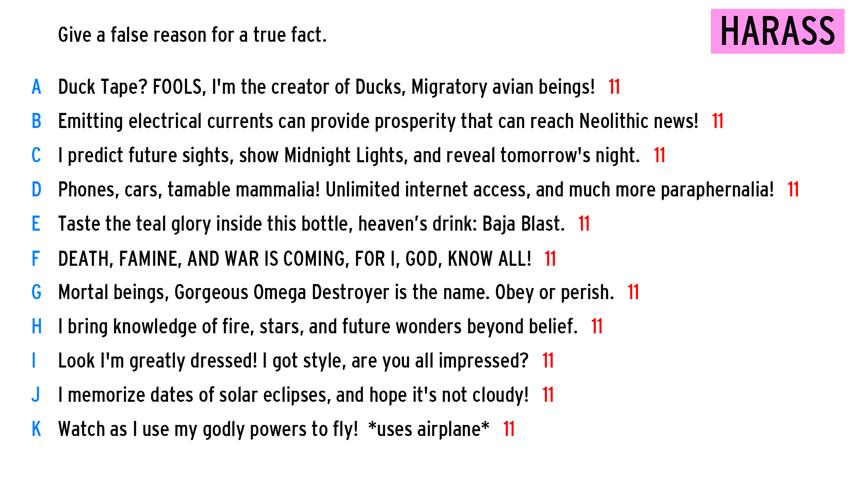 Give a false reason for a true fact.
HARASS
A Duck Tape? FOOLS, I'm the creator of Ducks, Migratory avian beings! 11
B Emitting electrical currents can provide prosperity that can reach Neolithic news! 11
C I predict future sights, show Midnight Lights, and reveal tomorrow's night. 11
D Phones, cars, tamable mammalia! Unlimited internet access, and much more paraphernalia! 11
E Taste the teal glory inside this bottle, heaven’s drink: Baja Blast. 11
F DEATH, FAMINE, AND WAR IS COMING, FOR I, GOD, KNOW ALL! 11
G Mortal beings, Gorgeous Omega Destroyer is the name. Obey or perish. 11
H I bring knowledge of fire, stars, and future wonders beyond belief. 11
I Look I'm greatly dressed! I got style, are you all impressed? 11
J I memorize dates of solar eclipses, and hope it's not cloudy! 11
K Watch as I use my godly powers to fly! *uses airplane* 11